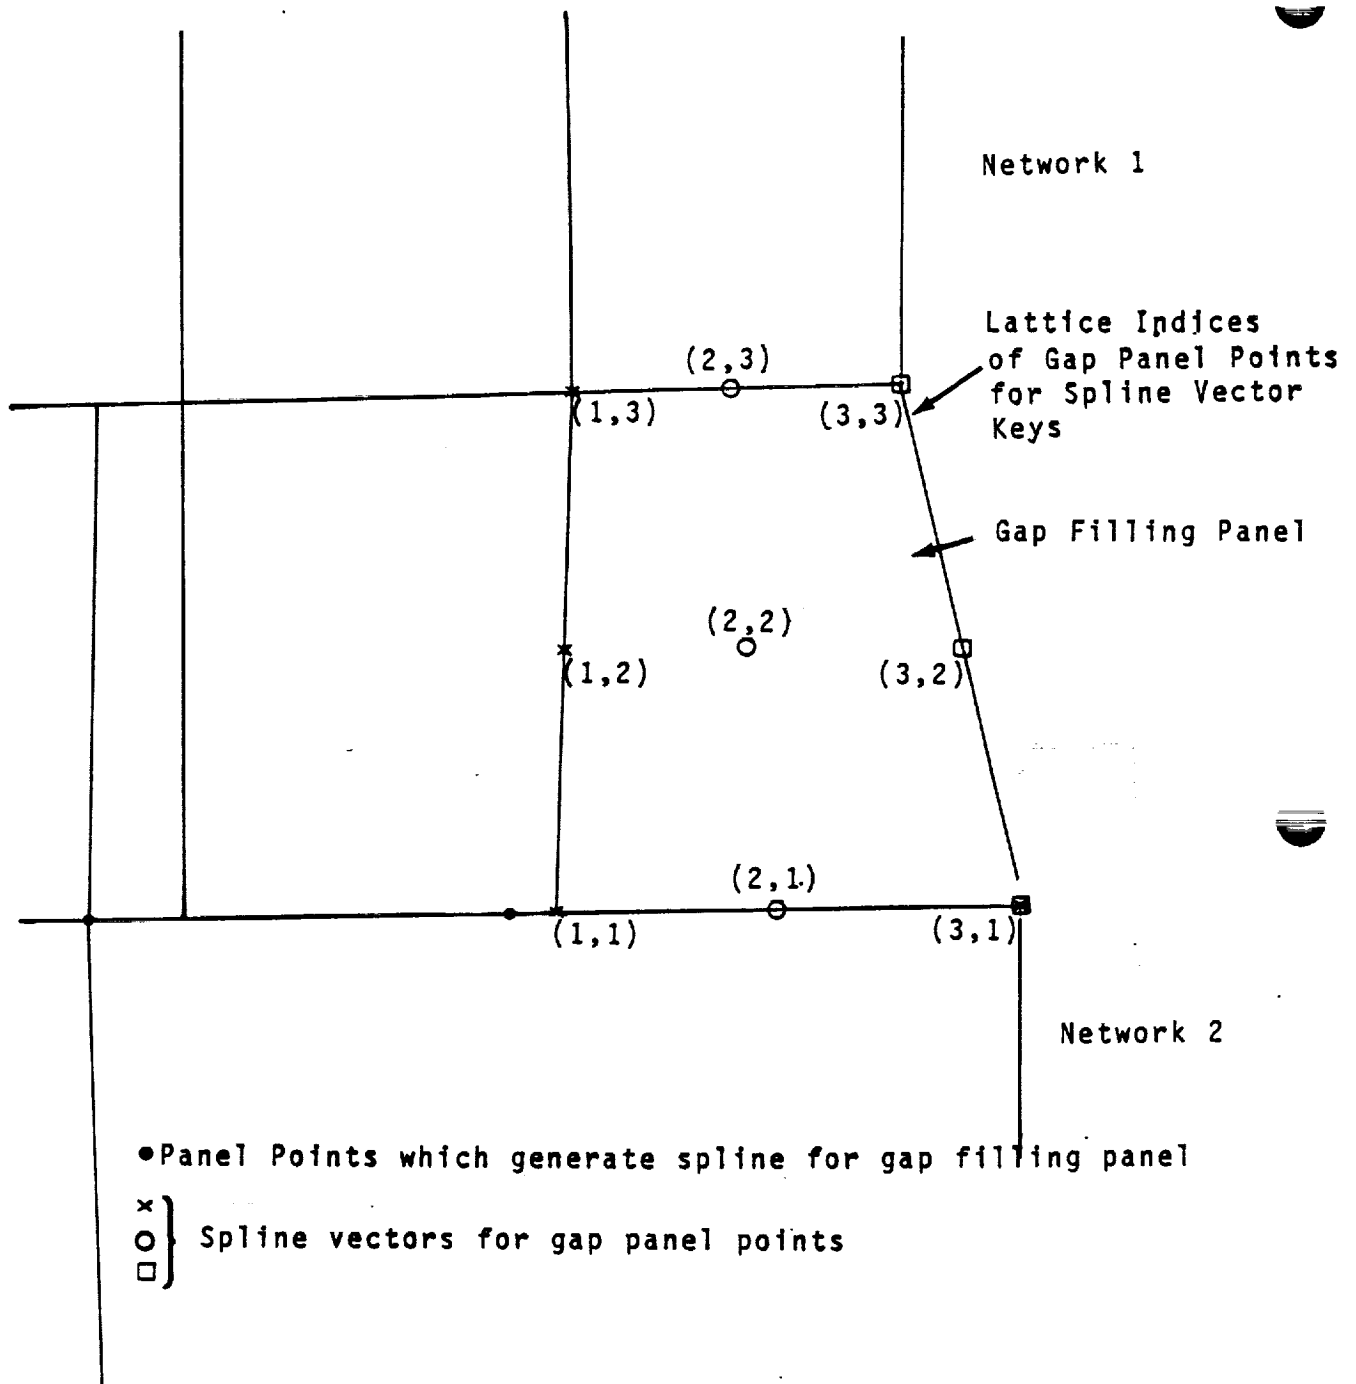 Network 1
Lattice Indices
of Gap Panel Points
for Spline Vector
Keys
(2,3)
(1,3)
(3,3)
Gap Filling Panel
(2,2)
(1,2)
(3,2)
(2,1)
(1,1)
(3,1)
Network 2
•Panel Points which generate spline for gap filling panel
Spline vectors for gap panel points